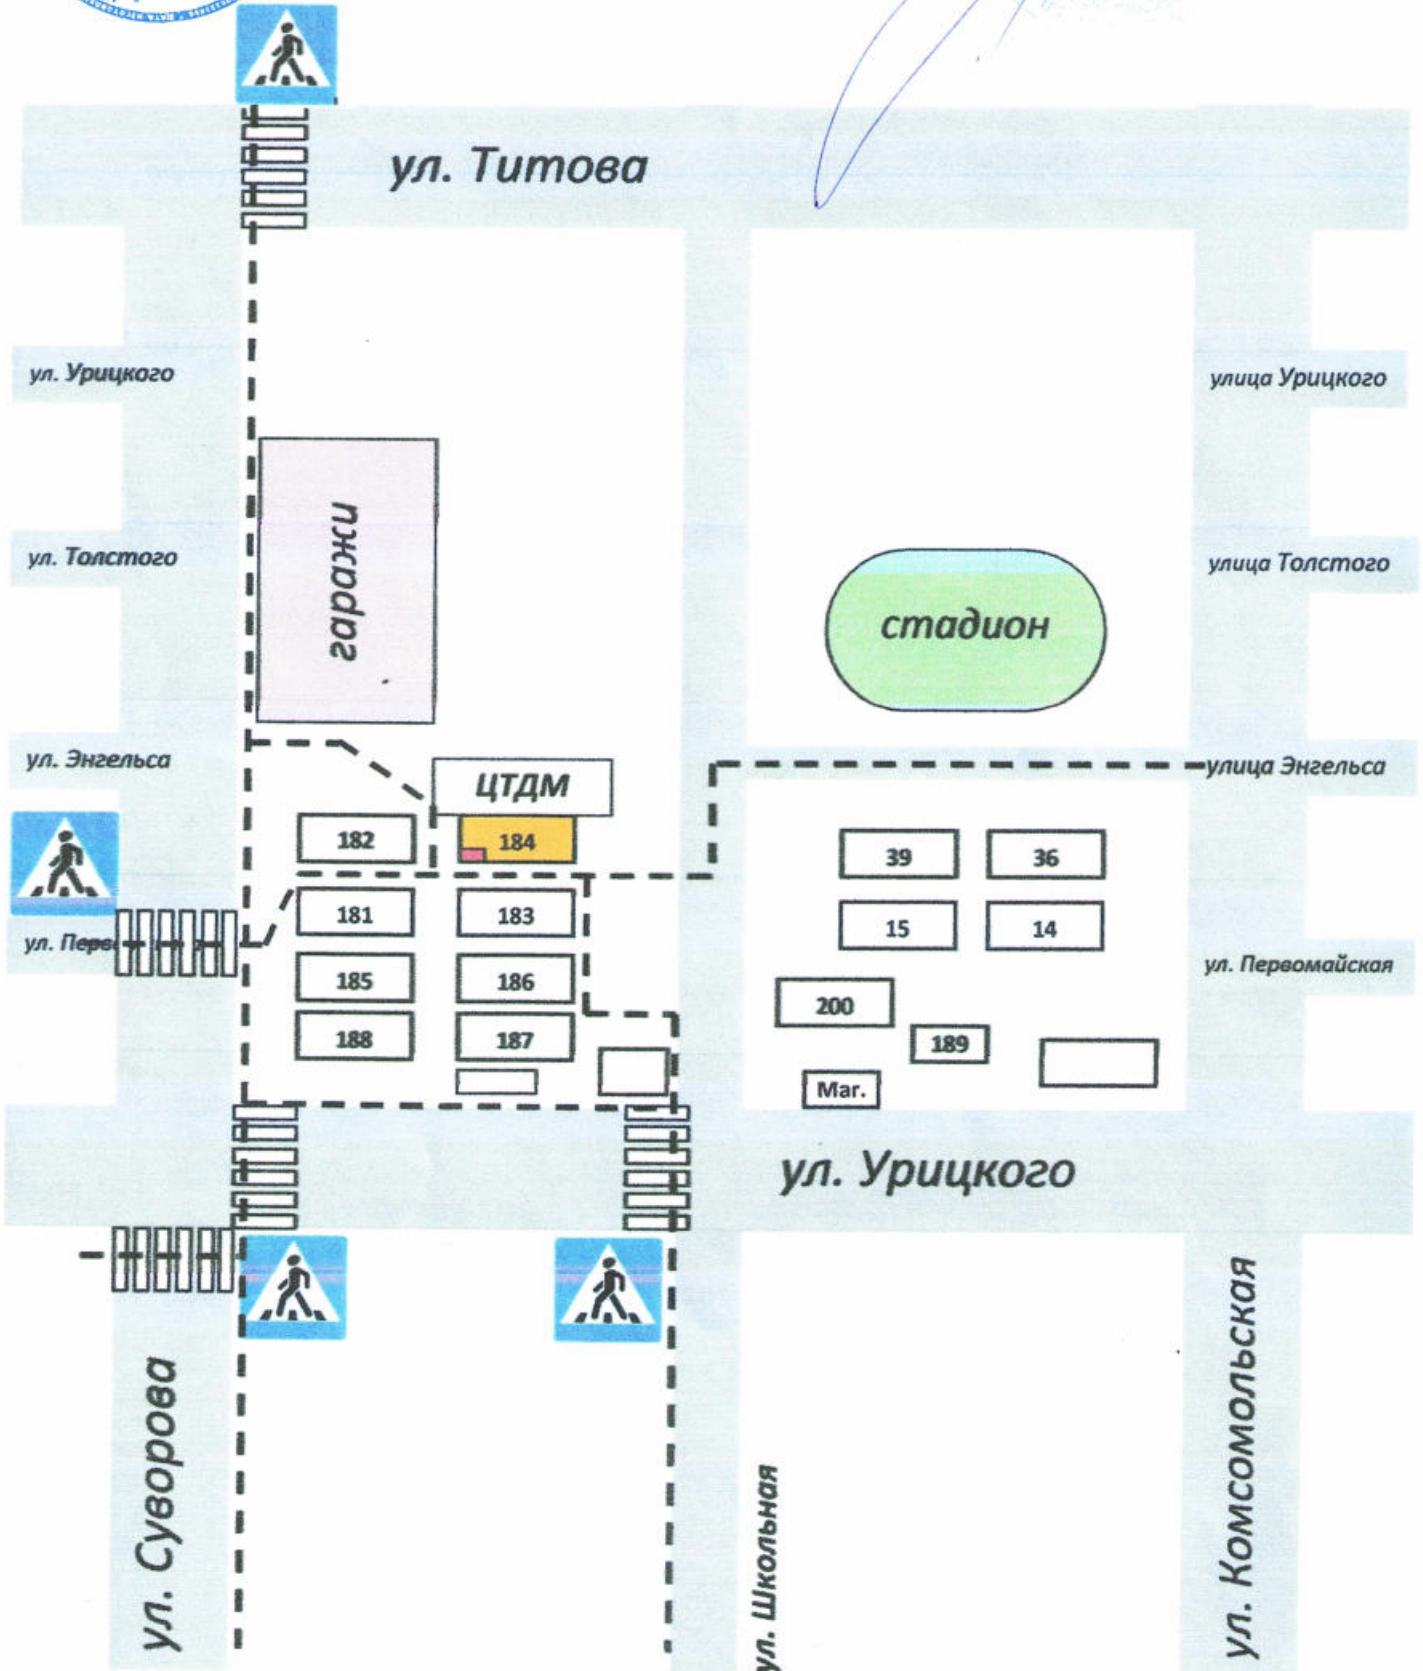 ул. Титова
ул. Урицкого
улица Урицкого
гаражи
ул. Толстого
улица Толстого
стадион
ул. Энгельса
улица Энгельса
ЦТДМ
182
184
39
36
181
183
15
14
ул. Перво
ул. Первомайская
185
186
200
188
187
189
Маг.
ул. Урицкого
ул. Суворова
ул. Школьная
ул. Комсомольская